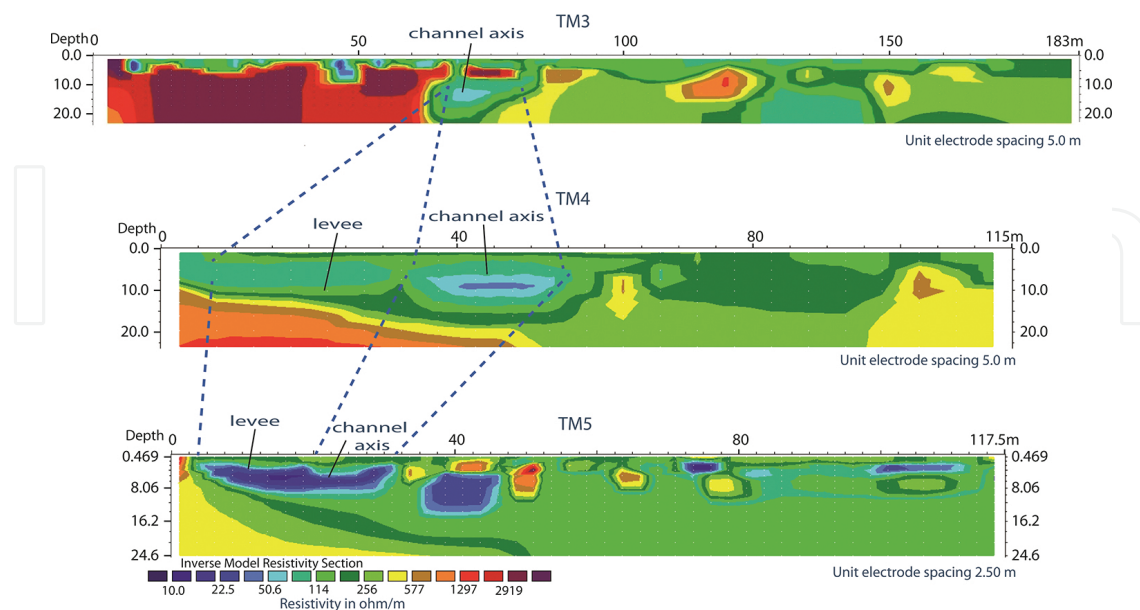 TM3
channel axis
Depth 0 50 100 150 183m
0.0 0.0
10.0 10.0
20.0 20.0
Unit electrode spacing 5.0 m
TM4
levee channel axis
Depth 0 40 80 115m
0.0 0.0
10.0 10.0
20.0 20.0
Unit electrode spacing 5.0 m
TM5
levee channel
axis
Depth 0 40 80 117.5m
0.469 0.469
8.06 8.06
16.2 16.2
24.6 24.6
Inverse Model Resistivity Section
Unit electrode spacing 2.50 m
10.0 22.5 50.6 114 256 577 1297 2919
Resistivity in ohm/m